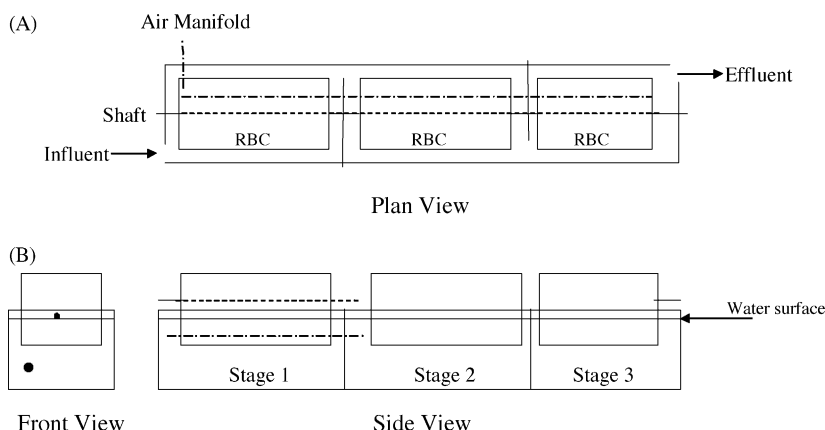 (A)
Air Manifold
Effluent
Shaft
RBC RBC RBC
Influent
Plan View
(B)
Water surface
Stage 1 Stage 2 Stage 3
Front View Side View